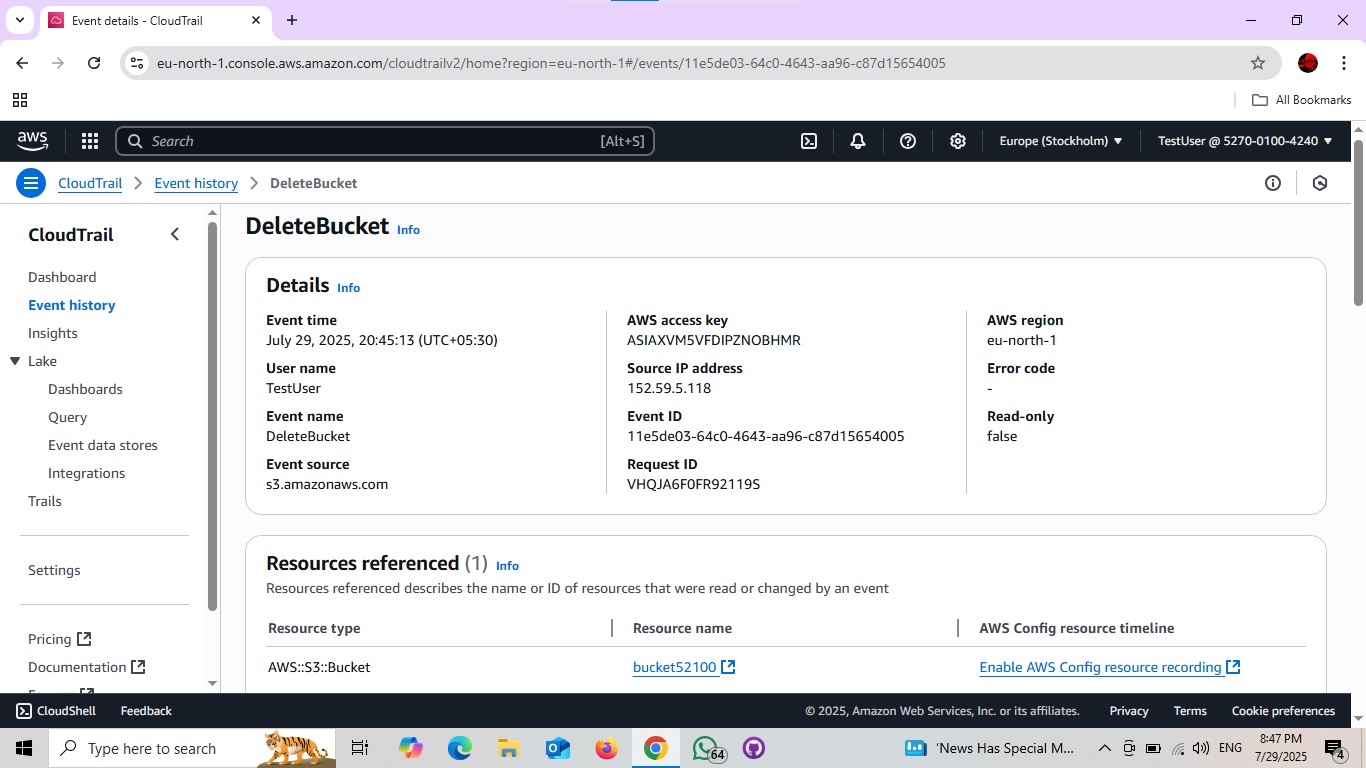 Event details - CloudTrail
eu-north-1.console.aws.amazon.com/cloudtrailv2/home?region=eu-north-1#/events/11e5de03-64c0-4643-aa96-c87d15654005
All Bookmarks
aws
Search
[Alt+S]
Europe (Stockholm)
TestUser @ 5270-0100-4240
CloudTrail
Event history
DeleteBucket
CloudTrail
Dashboard
Event history
Insights
Lake
Dashboards
Query
Event data stores
Integrations
Trails
Settings
Pricing
Documentation
DeleteBucket Info
Details Info
Event time
July 29, 2025, 20:45:13 (UTC+05:30)
User name
TestUser
Event name
DeleteBucket
Event source
s3.amazonaws.com
AWS access key
ASIAXVM5VFDIPZNOBHMR
Source IP address
152.59.5.118
Event ID
11e5de03-64c0-4643-aa96-c87d15654005
Request ID
VHQJA6F0FR92119S
AWS region
eu-north-1
Error code
-
Read-only
false
Resources referenced (1) Info
Resources referenced describes the name or ID of resources that were read or changed by an event
Resource type
Resource name
AWS Config resource timeline
AWS::S3::Bucket
bucket52100
Enable AWS Config resource recording
CloudShell
Feedback
© 2025, Amazon Web Services, Inc. or its affiliates.
Privacy
Terms
Cookie preferences
Type here to search
64
'News Has Special M...
ENG
8:47 PM
7/29/2025
4